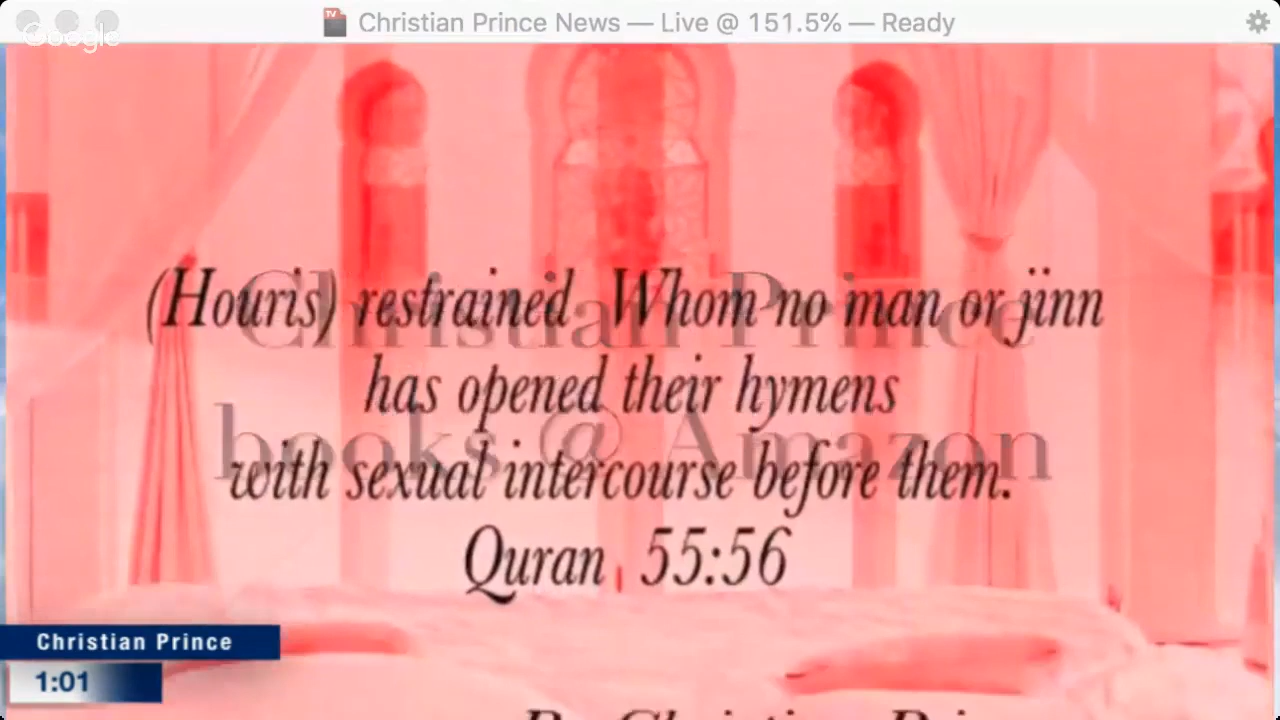 Christian Prince News — Live @ 151.5% — Ready
Google
(Houris) restrained Whom no man or jinn
Christian Prince
has opened their hymens
books @ Amazon
with sexual intercourse before them.
Quran 55:56
Christian Prince
1:01